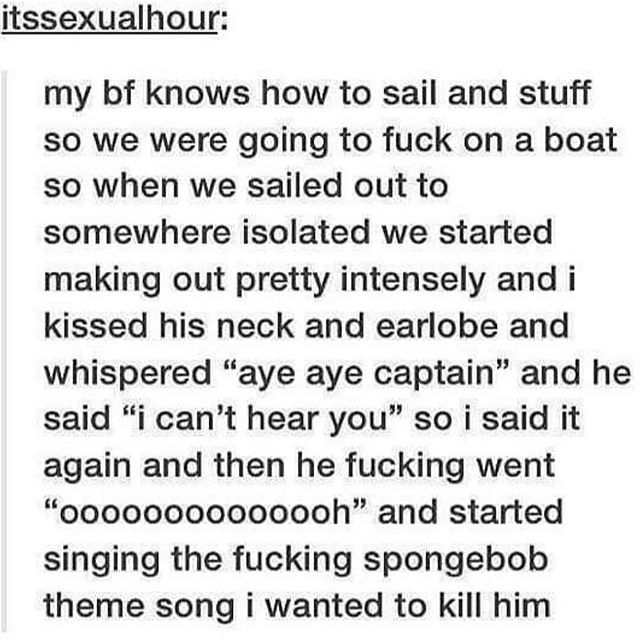 itssexualhour:
my bf knows how to sail and stuff
so we were going to fuck on a boat
so when we sailed out to
somewhere isolated we started
making out pretty intensely and i
kissed his neck and earlobe and
whispered “aye aye captain” and he
said “i can’t hear you” so i said it
again and then he fucking went
“oooooooooooooh” and started
singing the fucking spongebob
theme song i wanted to kill him